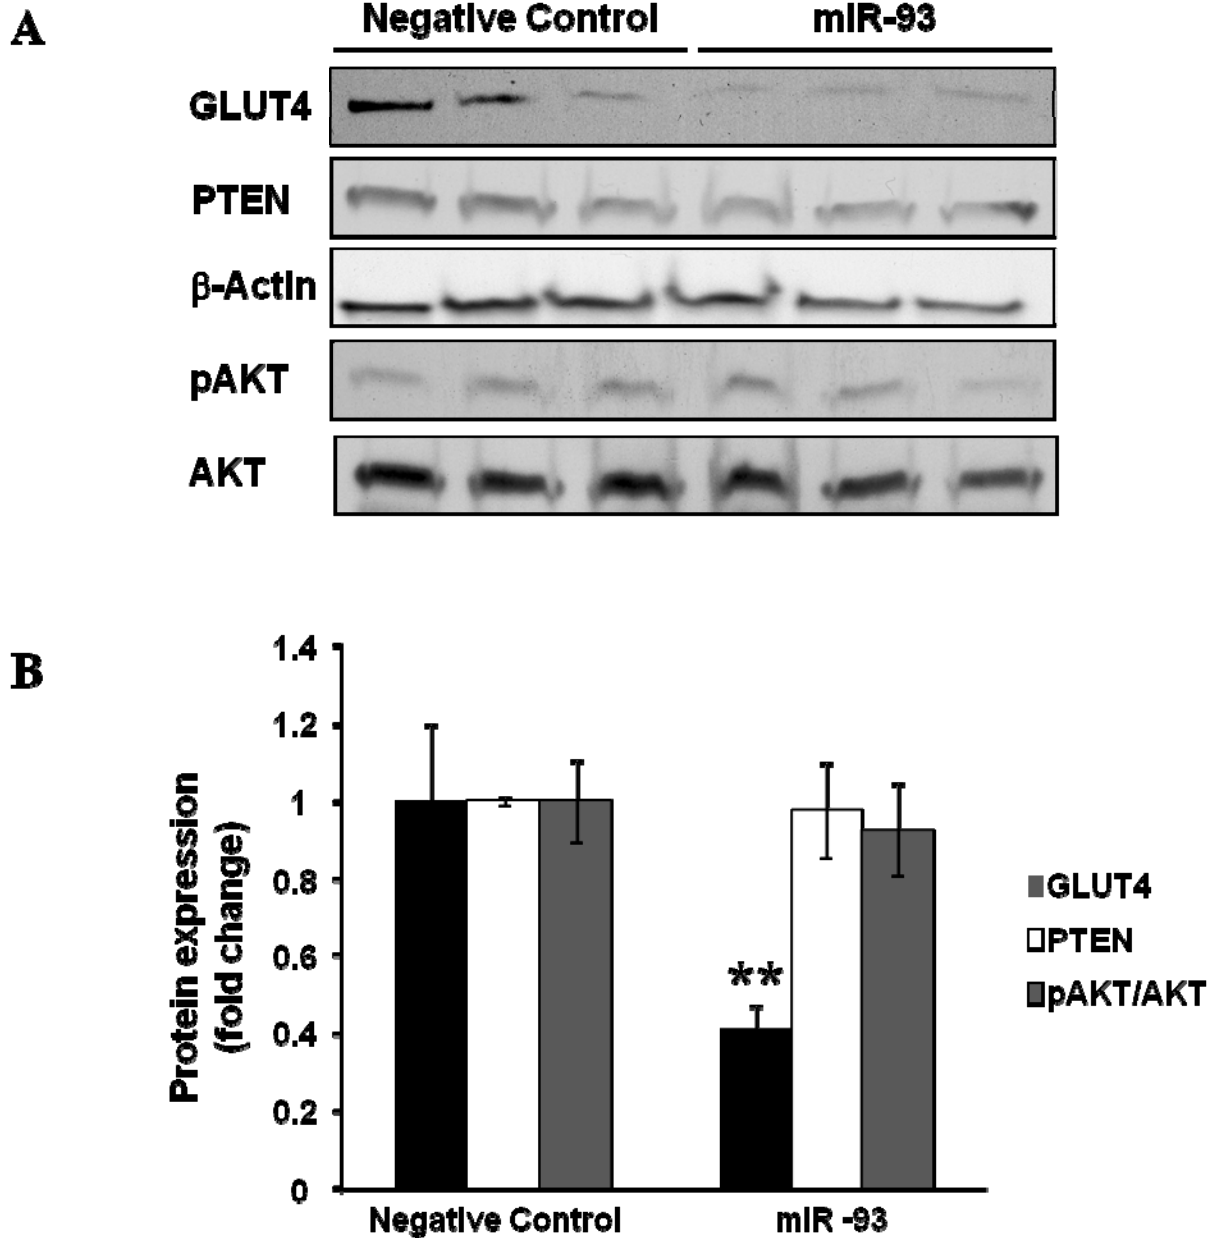 A
Negative Control
miR-93
GLUT4
PTEN
β-Actin
pAKT
AKT
B
Protein expression
(fold change)
1.4
1.2
1
0.8
0.6
0.4
0.2
0
**
Negative Control
miR -93
GLUT4
PTEN
pAKT/AKT